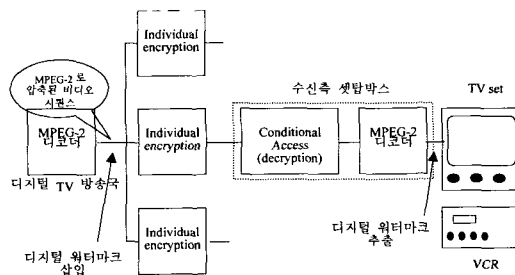 Individual
encryption
MPEG-2 로
압축된 비디오
시퀀스
MPEG-2
디코더
디지털 TV 방송국
Individual
encryption
수신측 셋탑박스
Conditional
Access
(decryption)
MPEG-2
디코더
TV set
디지털 워터마크
삽입
Individual
encryption
디지털 워터마크
추출
VCR